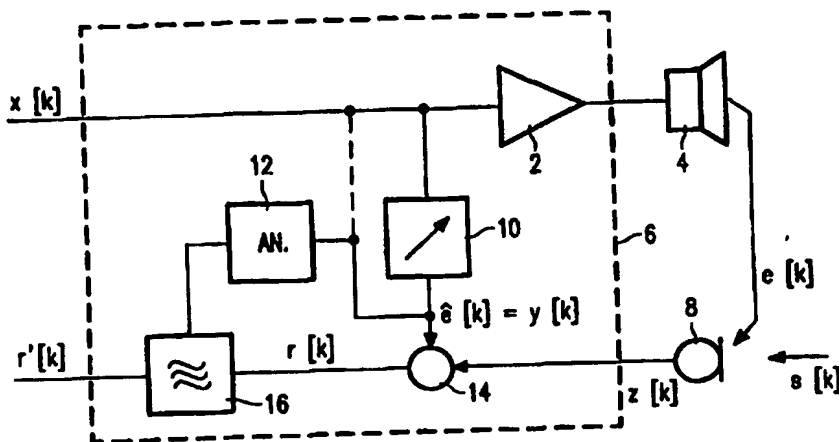 x [k]
2
4
12
AN.
10
6
e [k]
ê [k] = y [k]
8
r'[k]
r [k]
16
14
z [k]
s [k]